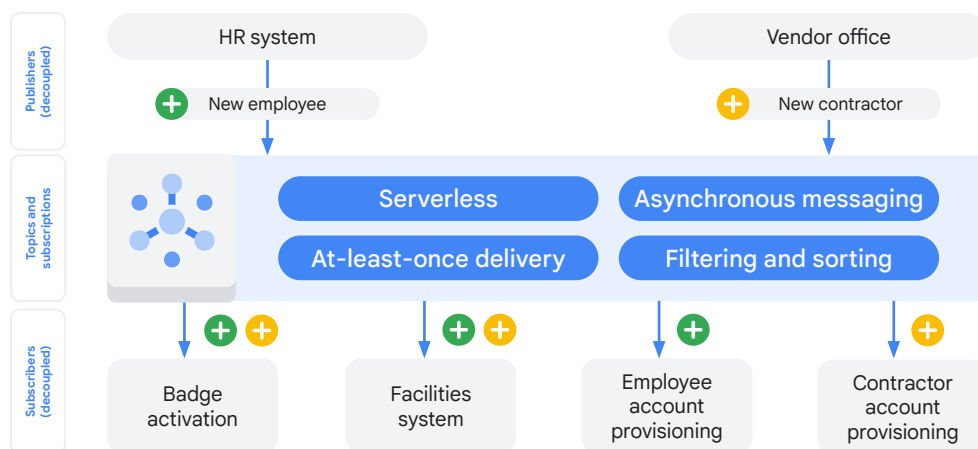 Publishers
(decoupled)
HR system
Vendor office
New employee
New contractor
Topics and
subscriptions
Serverless
Asynchronous messaging
At-least-once delivery
Filtering and sorting
Subscribers
(decoupled)
Badge
activation
Facilities
system
Employee
account
provisioning
Contractor
account
provisioning